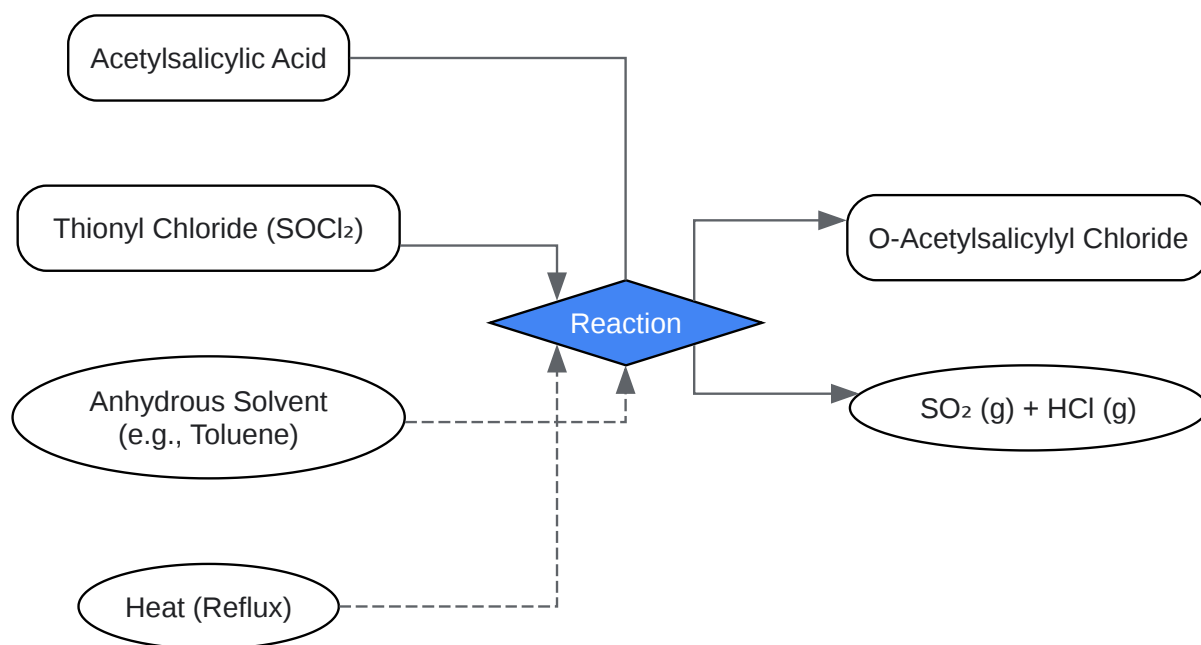 Acetylsalicylic Acid
Thionyl Chloride (SOCl₂)
Reaction
O-Acetylsalicylyl Chloride
Anhydrous Solvent
(e.g., Toluene)
SO₂ (g) + HCl (g)
Heat (Reflux)